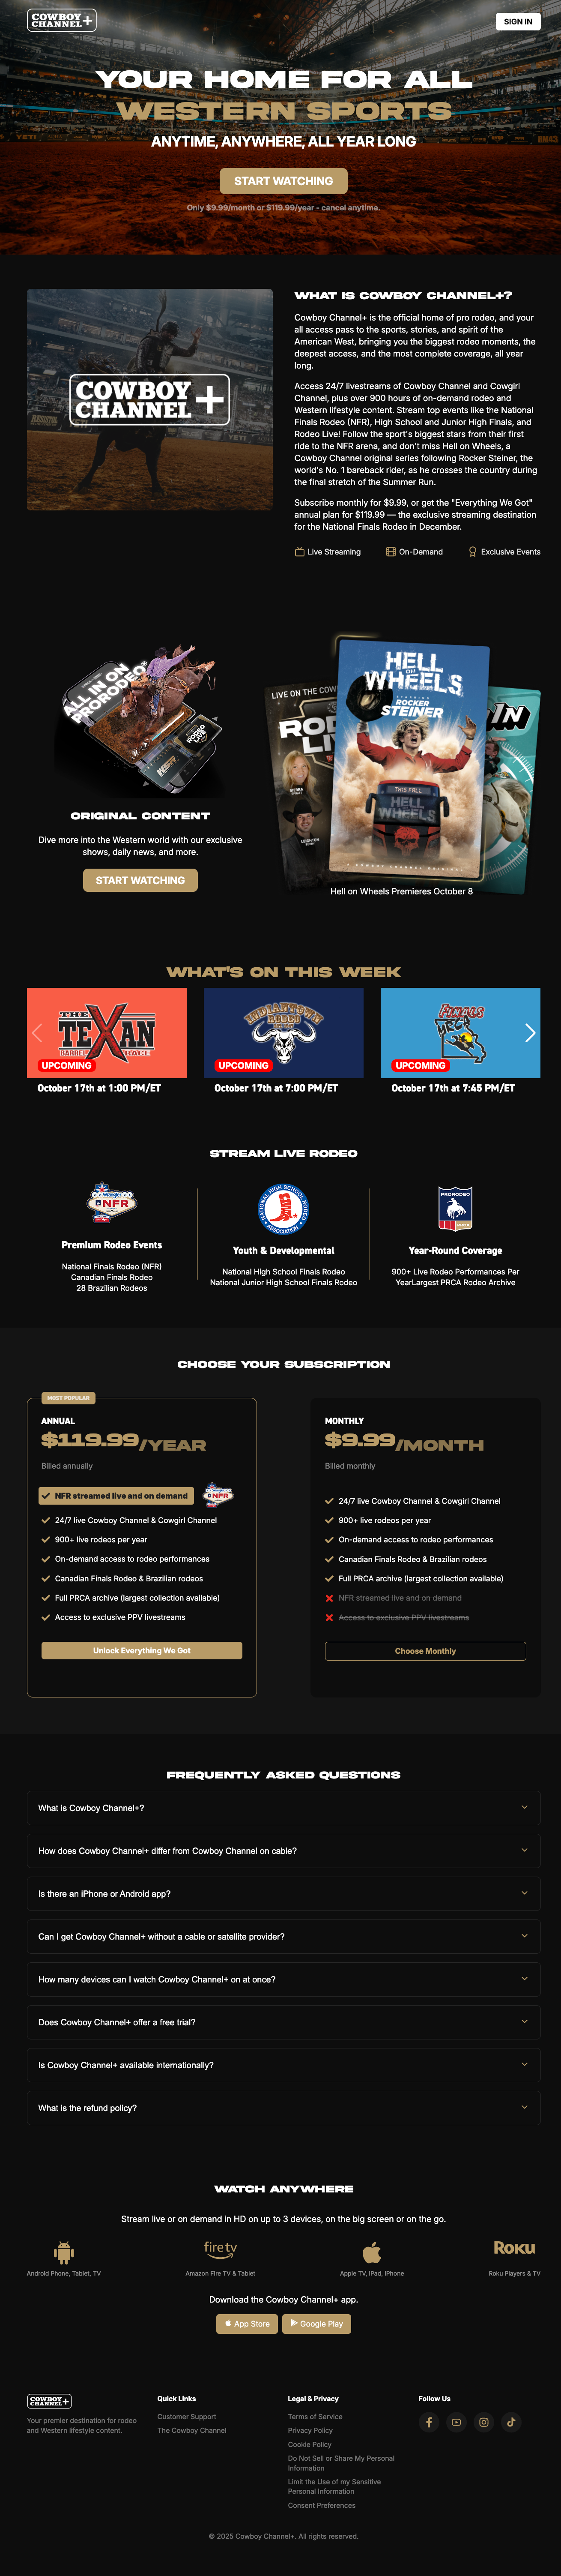 COWBOY
CHANNEL+
SIGN IN
YOUR HOME FOR ALL
WESTERN SPORTS
ANYTIME, ANYWHERE, ALL YEAR LONG
START WATCHING
Only $9.99/month or $119.99/year - cancel anytime.
YETI
RM43
WHAT IS COWBOY CHANNEL+?
Cowboy Channel+ is the official home of pro rodeo, and your
all access pass to the sports, stories, and spirit of the
American West, bringing you the biggest rodeo moments, the
deepest access, and the most complete coverage, all year
long.
Access 24/7 livestreams of Cowboy Channel and Cowgirl
Channel, plus over 900 hours of on-demand rodeo and
Western lifestyle content. Stream top events like the National
Finals Rodeo (NFR), High School and Junior High Finals, and
Rodeo Live! Follow the sport's biggest stars from their first
ride to the NFR arena, and don't miss Hell on Wheels, a
Cowboy Channel original series following Rocker Steiner, the
world's No. 1 bareback rider, as he crosses the country during
the final stretch of the Summer Run.
Subscribe monthly for $9.99, or get the "Everything We Got"
annual plan for $119.99 — the exclusive streaming destination
for the National Finals Rodeo in December.
Live Streaming
On-Demand
Exclusive Events
COWBOY
CHANNEL+
ALL IN ON
PRORODEO
RODEO
LIVE
ORIGINAL CONTENT
Dive more into the Western world with our exclusive
shows, daily news, and more.
START WATCHING
LIVE ON THE COW
HELL
ON
WHEELS
ROCKER
STEINER
THIS FALL
HELL
WHEELS
IN
Hell on Wheels Premieres October 8
WHAT'S ON THIS WEEK
THE
TEXAN
BARREL RACE
UPCOMING
October 17th at 1:00 PM/ET
INDIANTOWN
RODEO
UPCOMING
October 17th at 7:00 PM/ET
FINALS
MRCA
UPCOMING
October 17th at 7:45 PM/ET
STREAM LIVE RODEO
Wrangler
NFR
Premium Rodeo Events
National Finals Rodeo (NFR)
Canadian Finals Rodeo
28 Brazilian Rodeos
NATIONAL HIGH SCHOOL RODEO
ASSOCIATION
Youth & Developmental
National High School Finals Rodeo
National Junior High School Finals Rodeo
PRORODEO
PRCA
Year-Round Coverage
900+ Live Rodeo Performances Per
YearLargest PRCA Rodeo Archive
CHOOSE YOUR SUBSCRIPTION
MOST POPULAR
ANNUAL
$119.99/YEAR
Billed annually
NFR streamed live and on demand
NFR
24/7 live Cowboy Channel & Cowgirl Channel
900+ live rodeos per year
On-demand access to rodeo performances
Canadian Finals Rodeo & Brazilian rodeos
Full PRCA archive (largest collection available)
Access to exclusive PPV livestreams
Unlock Everything We Got
MONTHLY
$9.99/MONTH
Billed monthly
24/7 live Cowboy Channel & Cowgirl Channel
900+ live rodeos per year
On-demand access to rodeo performances
Canadian Finals Rodeo & Brazilian rodeos
Full PRCA archive (largest collection available)
NFR streamed live and on demand
Access to exclusive PPV livestreams
Choose Monthly
FREQUENTLY ASKED QUESTIONS
What is Cowboy Channel+?
How does Cowboy Channel+ differ from Cowboy Channel on cable?
Is there an iPhone or Android app?
Can I get Cowboy Channel+ without a cable or satellite provider?
How many devices can I watch Cowboy Channel+ on at once?
Does Cowboy Channel+ offer a free trial?
Is Cowboy Channel+ available internationally?
What is the refund policy?
WATCH ANYWHERE
Stream live or on demand in HD on up to 3 devices, on the big screen or on the go.
Android Phone, Tablet, TV
fire tv
Amazon Fire TV & Tablet
Apple TV, iPad, iPhone
Roku
Roku Players & TV
Download the Cowboy Channel+ app.
App Store
Google Play
COWBOY
CHANNEL+
Your premier destination for rodeo
and Western lifestyle content.
Quick Links
Customer Support
The Cowboy Channel
Legal & Privacy
Terms of Service
Privacy Policy
Cookie Policy
Do Not Sell or Share My Personal
Information
Limit the Use of my Sensitive
Personal Information
Consent Preferences
Follow Us
© 2025 Cowboy Channel+. All rights reserved.